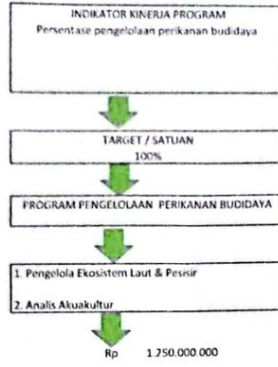 INDIKATOR KINERJA PROGRAM
Persentase pengelolaan perikanan budidaya
TARGET / SATUAN
100%
PROGRAM PENGELOLAAN PERIKANAN BUDIDAYA
1. Pengelola Ekosistem Laut & Pesisir
2. Analis Akuakultur
Rp 1.250.000.000